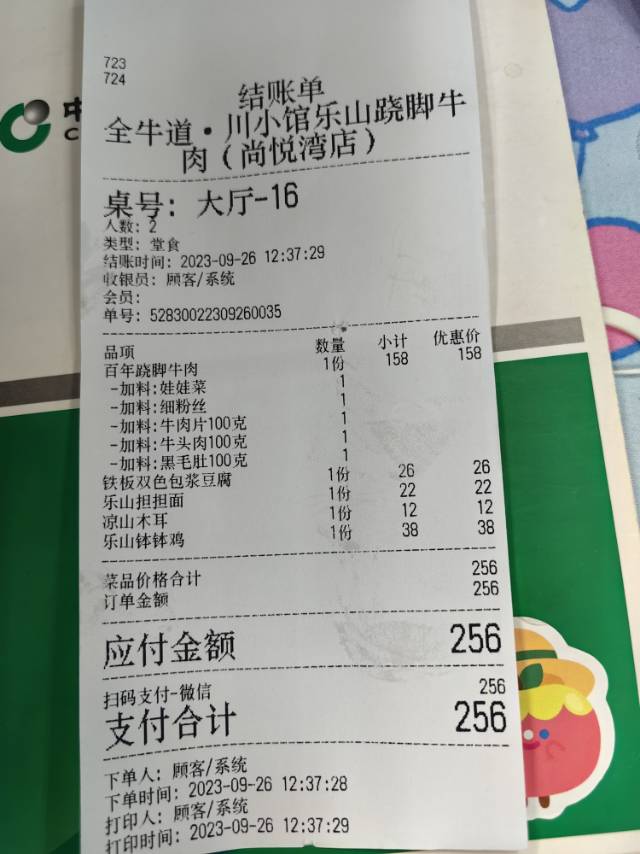 723
724
结账单
全牛道·川小馆乐山跷脚牛
肉(尚悦湾店)
桌号: 大厅-16
人数: 2
类型: 堂食
结账时间: 2023-09-26 12:37:29
收银员: 顾客/系统
会员:
单号: 52830022309260035
品项 数量 小计 优惠价
百年跷脚牛肉 1份 158 158
-加料:娃娃菜 1
-加料:细粉丝 1
-加料:牛肉片100克 1
-加料:牛头肉100克 1
-加料:黑毛肚100克 1
铁板双色包浆豆腐 1份 26 26
乐山担担面 1份 22 22
凉山木耳 1份 12 12
乐山钵钵鸡 1份 38 38
菜品价格合计 256
订单金额 256
应付金额 256
扫码支付-微信 256
支付合计 256
下单人: 顾客/系统
下单时间: 2023-09-26 12:37:28
打印人: 顾客/系统
打印时间: 2023-09-26 12:37:29